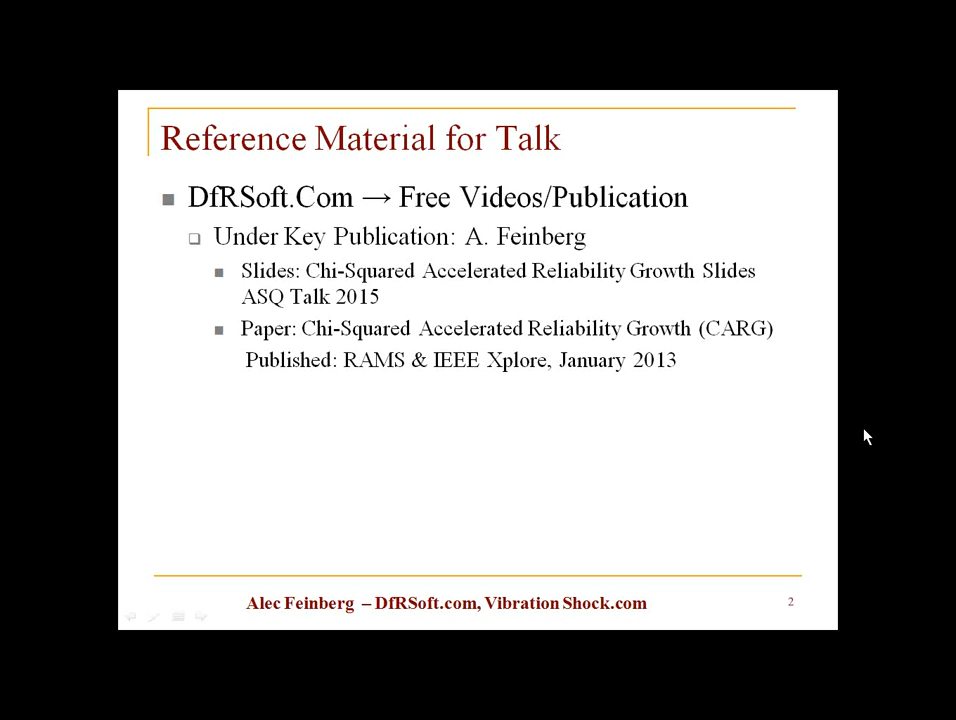 Reference Material for Talk
DfRSoft.Com → Free Videos/Publication
Under Key Publication: A. Feinberg
Slides: Chi-Squared Accelerated Reliability Growth Slides
ASQ Talk 2015
Paper: Chi-Squared Accelerated Reliability Growth (CARG)
Published: RAMS & IEEE Xplore, January 2013
Alec Feinberg – DfRSoft.com, Vibration Shock.com
2